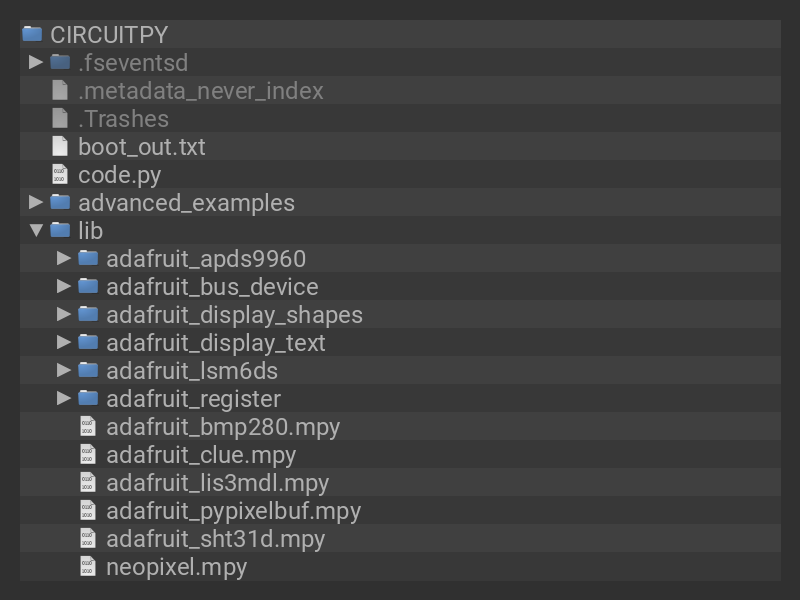 CIRCUITPY
.fseventsd
.metadata_never_index
.Trashes
boot_out.txt
code.py
advanced_examples
lib
adafruit_apds9960
adafruit_bus_device
adafruit_display_shapes
adafruit_display_text
adafruit_lsm6ds
adafruit_register
adafruit_bmp280.mpy
adafruit_clue.mpy
adafruit_lis3mdl.mpy
adafruit_pypixelbuf.mpy
adafruit_sht31d.mpy
neopixel.mpy